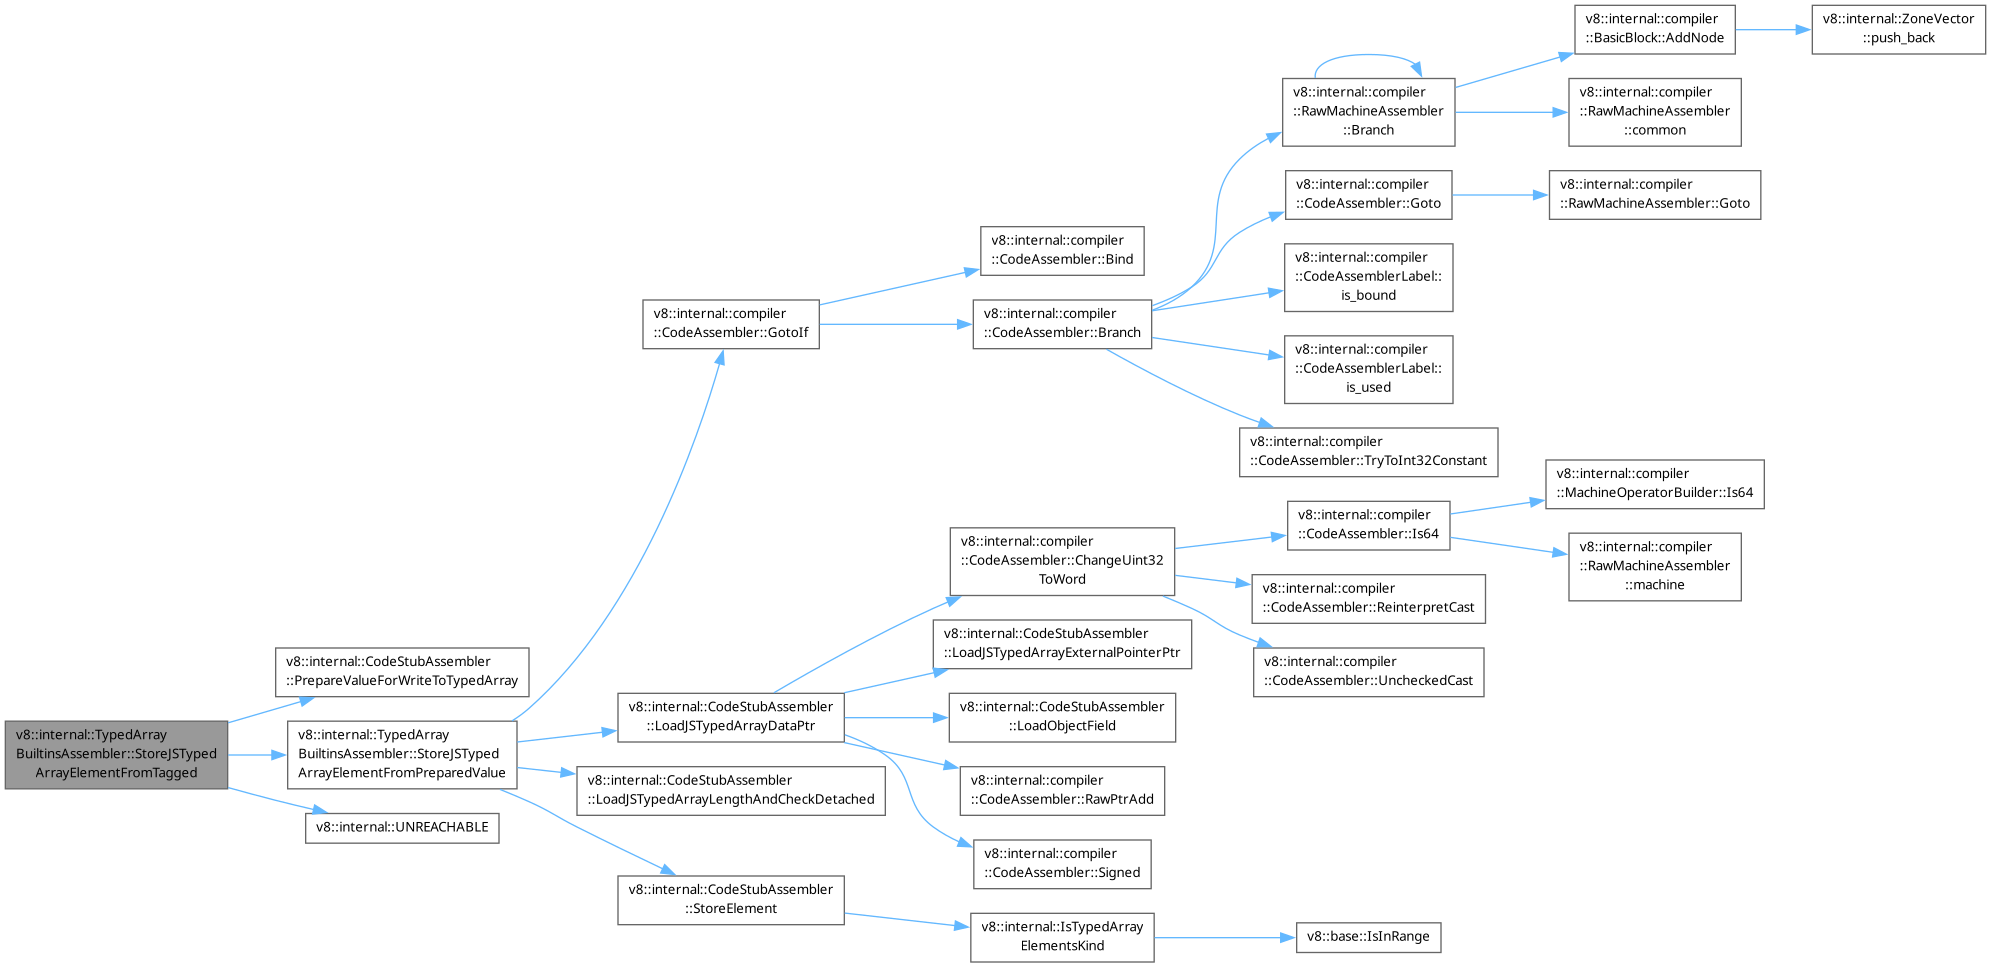 v8::internal::compiler
::BasicBlock::AddNode
v8::internal::ZoneVector
::push_back
v8::internal::compiler
::RawMachineAssembler
::Branch
v8::internal::compiler
::RawMachineAssembler
::common
v8::internal::compiler
::CodeAssembler::Goto
v8::internal::compiler
::RawMachineAssembler::Goto
v8::internal::compiler
::CodeAssembler::Bind
v8::internal::compiler
::CodeAssemblerLabel::
is_bound
v8::internal::compiler
::CodeAssembler::GotoIf
v8::internal::compiler
::CodeAssembler::Branch
v8::internal::compiler
::CodeAssemblerLabel::
is_used
v8::internal::compiler
::CodeAssembler::TryToInt32Constant
v8::internal::compiler
::MachineOperatorBuilder::Is64
v8::internal::compiler
::CodeAssembler::Is64
v8::internal::compiler
::CodeAssembler::ChangeUint32
ToWord
v8::internal::compiler
::RawMachineAssembler
::machine
v8::internal::compiler
::CodeAssembler::ReinterpretCast
v8::internal::CodeStubAssembler
::LoadJSTypedArrayExternalPointerPtr
v8::internal::compiler
::CodeAssembler::UncheckedCast
v8::internal::CodeStubAssembler
::PrepareValueForWriteToTypedArray
v8::internal::CodeStubAssembler
::LoadJSTypedArrayDataPtr
v8::internal::CodeStubAssembler
::LoadObjectField
v8::internal::TypedArray
BuiltinsAssembler::StoreJSTyped
ArrayElementFromTagged
v8::internal::TypedArray
BuiltinsAssembler::StoreJSTyped
ArrayElementFromPreparedValue
v8::internal::CodeStubAssembler
::LoadJSTypedArrayLengthAndCheckDetached
v8::internal::compiler
::CodeAssembler::RawPtrAdd
v8::internal::UNREACHABLE
v8::internal::compiler
::CodeAssembler::Signed
v8::internal::CodeStubAssembler
::StoreElement
v8::internal::IsTypedArray
ElementsKind
v8::base::IsInRange